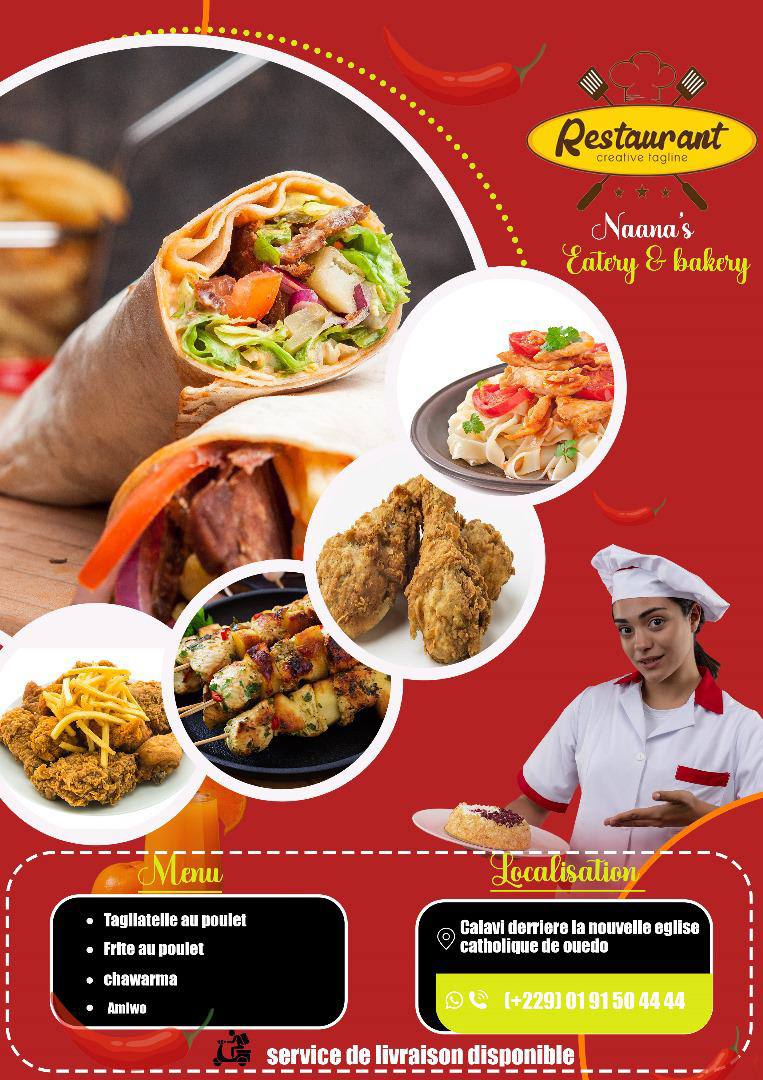 Restaurant
creative tagline
Naana's
Eatery & bakery
Menu
Tagliatelle au poulet
Frite au poulet
chawarma
Amiwo
Localisation
Calavi derriere la nouvelle eglise
catholique de ouedo
(+229) 01 91 50 44 44
service de livraison disponible